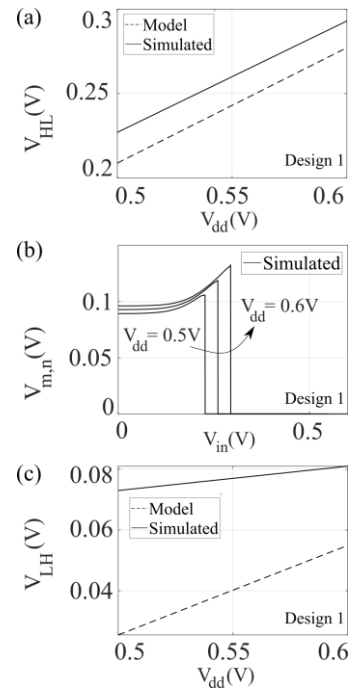 (a)
0.3
0.25
0.2
V_HL(V)
Model
Simulated
Design 1
0.5
0.55
0.6
V_dd(V)
(b)
0.1
0.05
0
V_m,n(V)
Simulated
V_dd= 0.5V
V_dd= 0.6V
Design 1
0
0.5
V_in(V)
(c)
0.08
0.06
0.04
V_LH(V)
Model
Simulated
Design 1
0.5
0.55
0.6
V_dd(V)